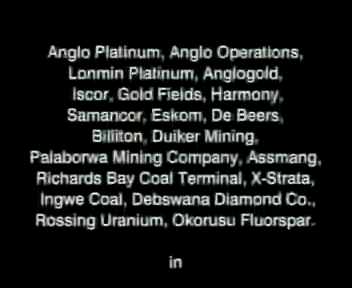 Anglo Platinum, Anglo Operations,
Lonmin Platinum, Anglogold,
Iscor, Gold Fields, Harmony,
Samancor, Eskom, De Beers,
Billiton, Duiker Mining,
Palaborwa Mining Company, Assmang,
Richards Bay Coal Terminal, X-Strata,
Ingwe Coal, Debswana Diamond Co.,
Rossing Uranium, Okorusu Fluorspar.
in